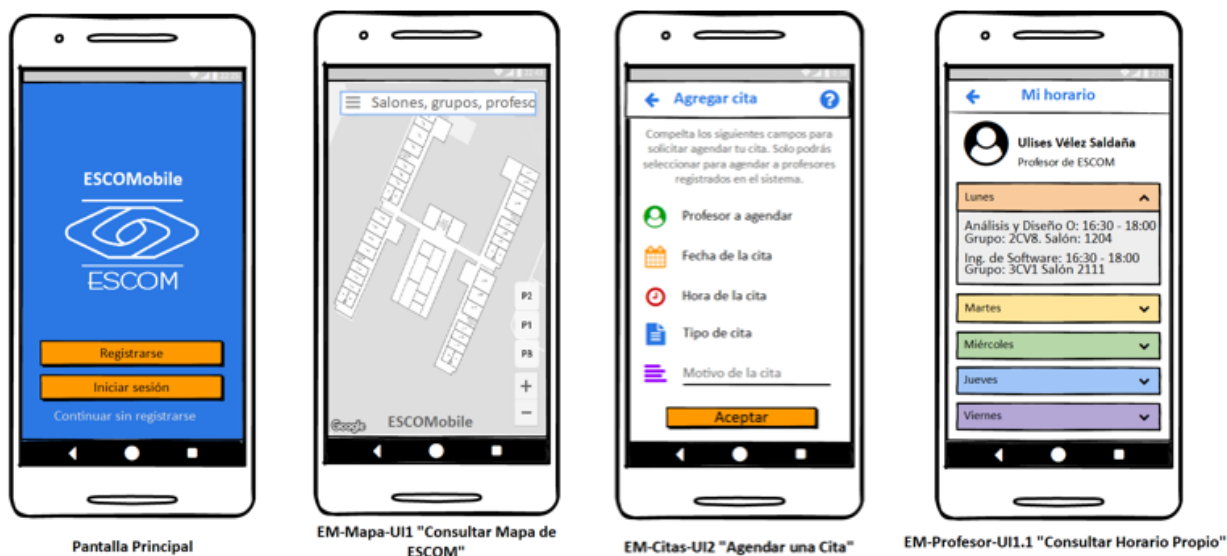 ESCOMobile
ESCOM
Registrarse
Iniciar sesión
Continuar sin registrarse
Pantalla Principal
Salones, grupos, profesc
P2
P1
PB
+
−
Google
ESCOMobile
EM-Mapa-UI1 "Consultar Mapa de
ESCOM"
Agregar cita
?
Compelta los siguientes campos para
solicitar agendar tu cita. Solo podrás
seleccionar para agendar a profesores
registrados en el sistema.
Profesor a agendar
Fecha de la cita
Hora de la cita
Tipo de cita
Motivo de la cita
Aceptar
EM-Citas-UI2 "Agendar una Cita"
Mi horario
Ulises Vélez Saldaña
Profesor de ESCOM
Lunes
Análisis y Diseño O: 16:30 - 18:00
Grupo: 2CV8. Salón: 1204
Ing. de Software: 16:30 - 18:00
Grupo: 3CV1 Salón 2111
Martes
Miércoles
Jueves
Viernes
EM-Profesor-UI1.1 "Consultar Horario Propio"